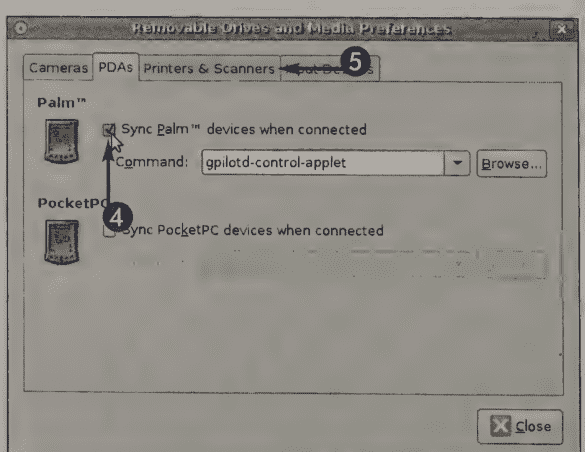 Removable Drives and Media Preferences
Cameras PDAs Printers & Scanners 5
Palm™
Sync Palm™ devices when connected
Command: gpilotd-control-applet Browse...
PocketPC
4
Sync PocketPC devices when connected
Close